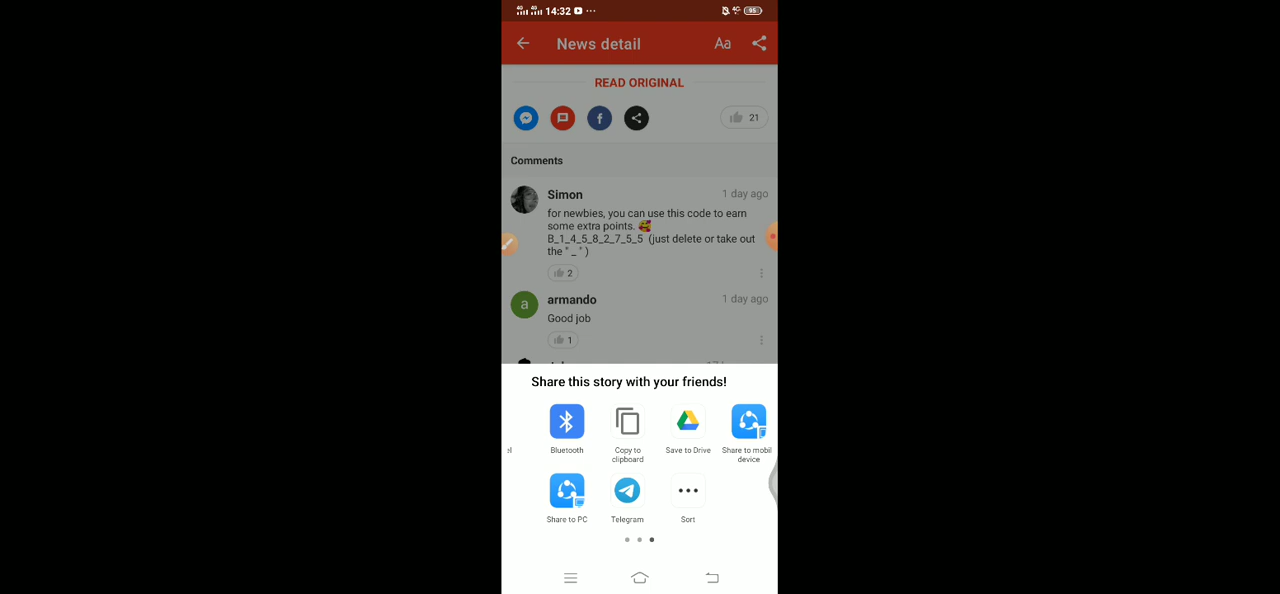 14:32
95
News detail
Aa
READ ORIGINAL
21
Comments
Simon
1 day ago
for newbies, you can use this code to earn
some extra points. 🥰
B_1_4_5_8_2_7_5_5 (just delete or take out
the " _ " )
2
a
armando
1 day ago
Good job
1
Share this story with your friends!
el
Bluetooth
Copy to
clipboard
Save to Drive
Share to mobil
device
Share to PC
Telegram
Sort